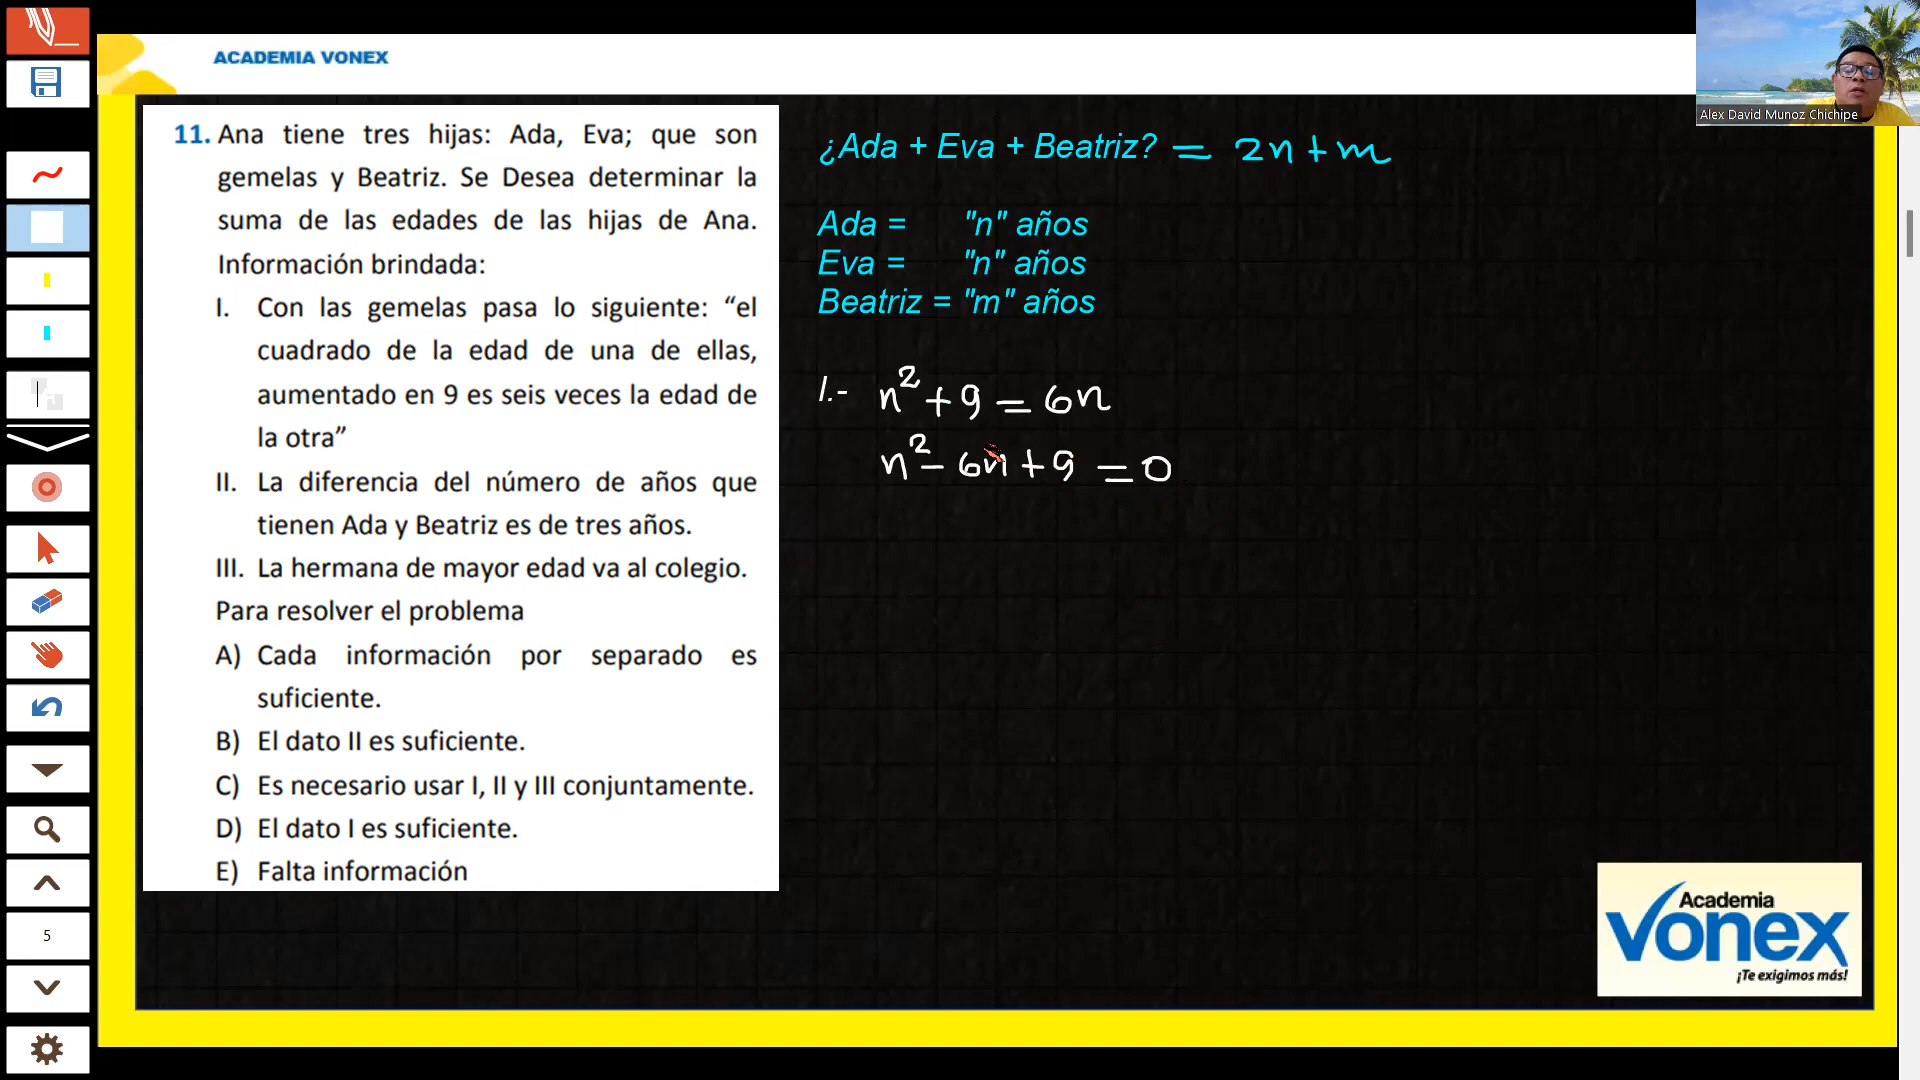 ACADEMIA VONEX
Alex David Munoz Chichipe
11. Ana tiene tres hijas: Ada, Eva; que son
gemelas y Beatriz. Se Desea determinar la
suma de las edades de las hijas de Ana.
Información brindada:
I. Con las gemelas pasa lo siguiente: “el
cuadrado de la edad de una de ellas,
aumentado en 9 es seis veces la edad de
la otra”
II. La diferencia del número de años que
tienen Ada y Beatriz es de tres años.
III. La hermana de mayor edad va al colegio.
Para resolver el problema
A) Cada información por separado es
suficiente.
B) El dato II es suficiente.
C) Es necesario usar I, II y III conjuntamente.
D) El dato I es suficiente.
E) Falta información
¿Ada + Eva + Beatriz? = 2n + m
Ada = "n" años
Eva = "n" años
Beatriz = "m" años
I.- n² + 9 = 6n
n² - 6n + 9 = 0
5
Academia
Vonex
¡Te exigimos más!